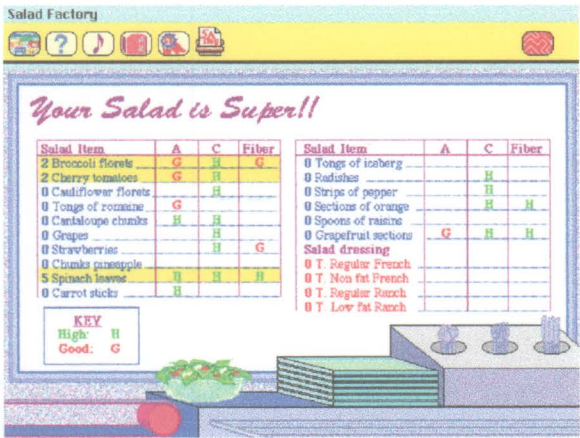 Salad Factory
?
Your Salad is Super!!
Salad Item A C Fiber
2 Broccoli florets G H G
2 Cherry tomatoes G H
0 Cauliflower florets H
0 Tongs of romaine G
0 Cantaloupe chunks H H
0 Grapes H
0 Strawberries H G
0 Chunks pineapple
5 Spinach leaves H H H
0 Carrot sticks H
KEY
High: H
Good: G
Salad Item A C Fiber
0 Tongs of iceberg
0 Radishes H
0 Strips of pepper H
0 Sections of orange H H
0 Spoons of raisins
0 Grapefruit sections G H H
Salad dressing
0 T. Regular French
0 T. Non fat French
0 T. Regular Ranch
0 T. Low fat Ranch